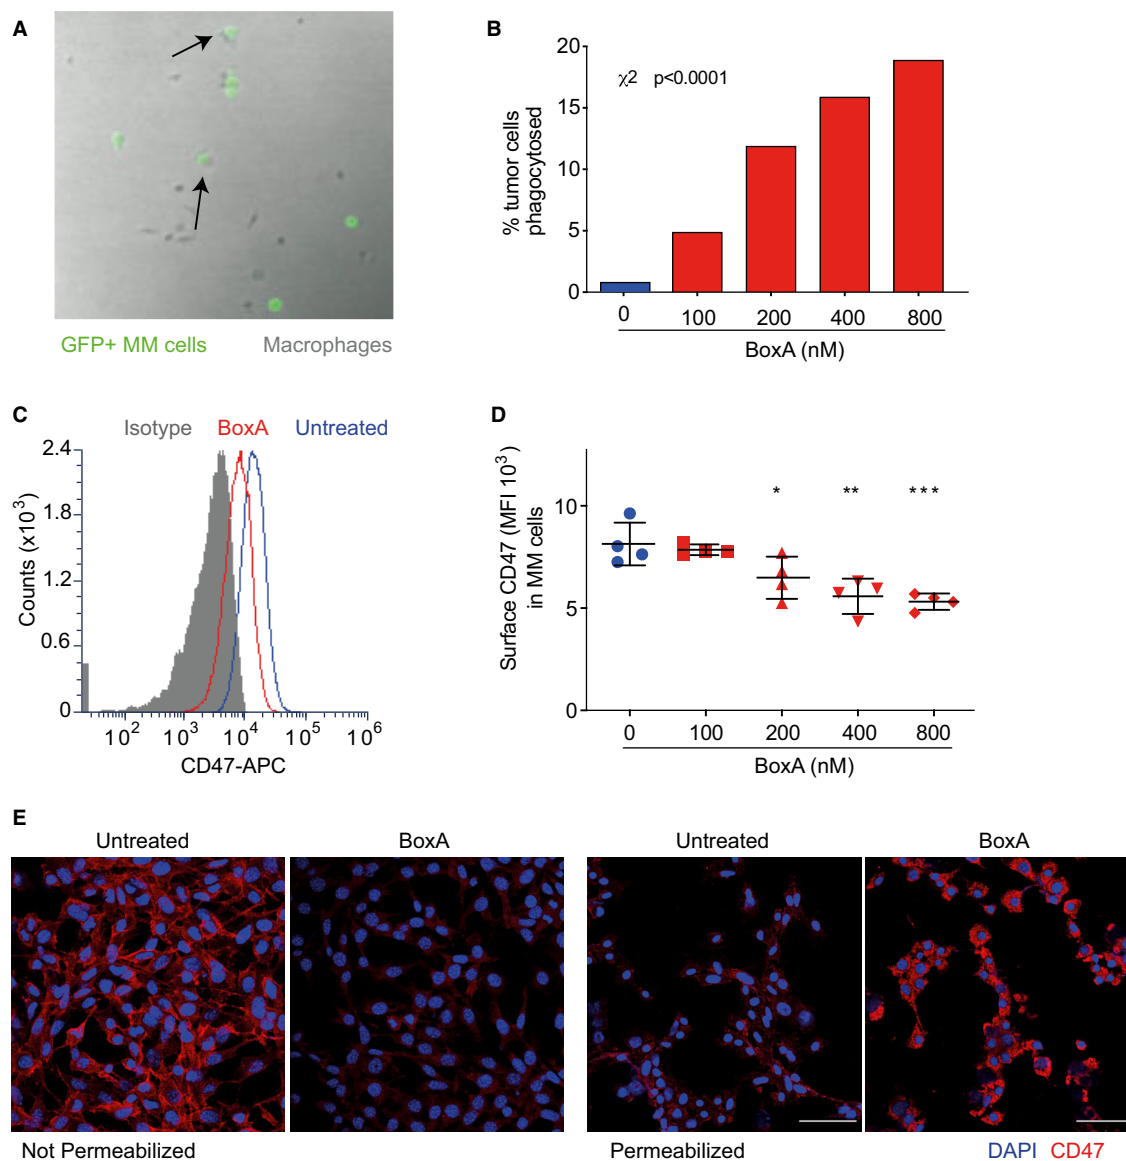 A
GFP+ MM cells Macrophages
B
% tumor cells
phagocytosed
20
15
10
5
0
χ2 p<0.0001
0 100 200 400 800
BoxA (nM)
C
Isotype BoxA Untreated
Counts (x10³)
2.4
1.8
1.2
0.6
0
10² 10³ 10⁴ 10⁵ 10⁶
CD47-APC
D
Surface CD47 (MFI 10³)
in MM cells
10
5
0
* ** ***
0 100 200 400 800
BoxA (nM)
E
Untreated BoxA Untreated BoxA
Not Permeabilized Permeabilized DAPI CD47